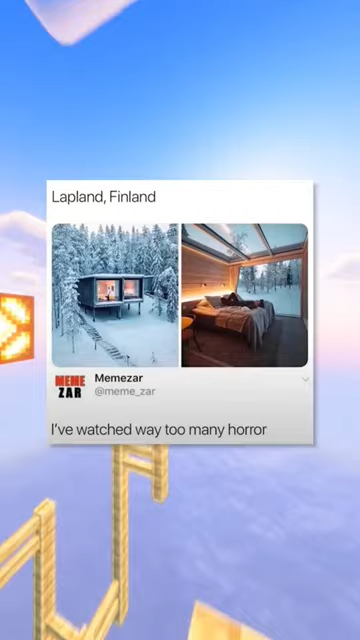 Lapland, Finland
MEME
ZAR
Memezar
@meme_zar
I've watched way too many horror